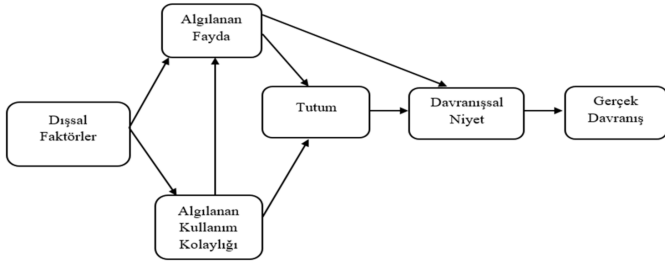 Algılanan
Fayda
Dışsal
Faktörler
Tutum
Davranışsal
Niyet
Gerçek
Davranış
Algılanan
Kullanım
Kolaylığı